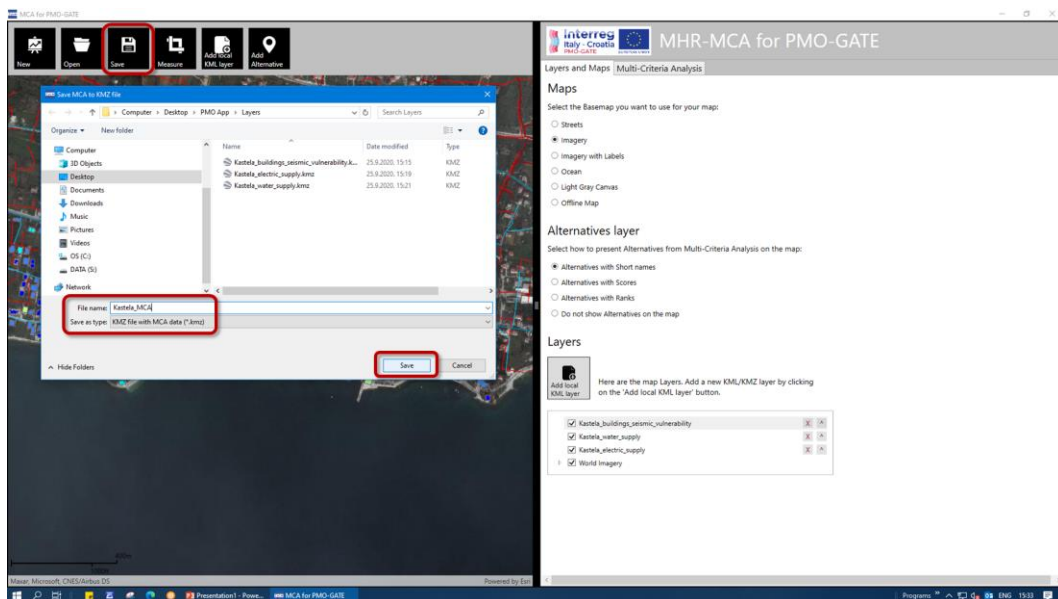 MCA for PMO-GATE
New
Open
Save
Measure
Add local
KML layer
Add
Alternative
Save MCA to KMZ file
Computer > Desktop > PMO App > Layers
Search Layers
Organize
New folder
Computer
3D Objects
Desktop
Documents
Downloads
Music
Pictures
Videos
OS (C:)
DATA (S:)
Network
Name
Date modified
Type
Kastela_buildings_seismic_vulnerability.k...
25.9.2020. 15:15
KMZ
Kastela_electric_supply.kmz
25.9.2020. 15:19
KMZ
Kastela_water_supply.kmz
25.9.2020. 15:21
KMZ
File name:
Kastela_MCA
Save as type:
KMZ file with MCA data (*.kmz)
Hide Folders
Save
Cancel
400m
Maxar, Microsoft, CNES/Airbus DS
Powered by Esri
Interreg
Italy - Croatia
PMO-GATE
MHR-MCA for PMO-GATE
Layers and Maps
Multi-Criteria Analysis
Maps
Select the Basemap you want to use for your map:
Streets
Imagery
Imagery with Labels
Ocean
Light Gray Canvas
Offline Map
Alternatives layer
Select how to present Alternatives from Multi-Criteria Analysis on the map:
Alternatives with Short names
Alternatives with Scores
Alternatives with Ranks
Do not show Alternatives on the map
Layers
Add local
KML layer
Here are the map Layers. Add a new KML/KMZ layer by clicking
on the 'Add local KML layer' button.
Kastela_buildings_seismic_vulnerability
X ^
Kastela_water_supply
X ^
Kastela_electric_supply
X ^
World Imagery
Presentation1 - Powe...
MCA for PMO-GATE
Programs
ENG
15:33